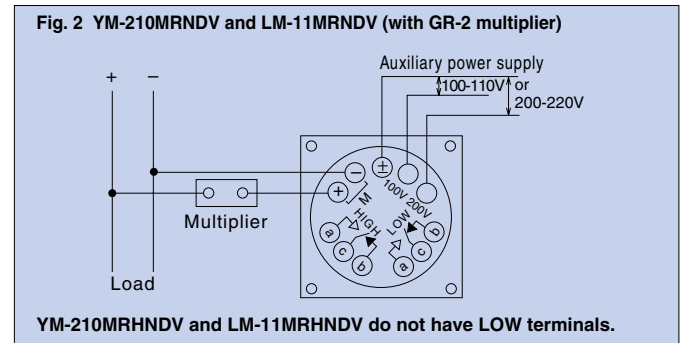 Fig. 2 YM-210MRNDV and LM-11MRNDV (with GR-2 multiplier)
Auxiliary power supply
+ −
100-110V or
200-220V
− ± 
+ M 100V 200V
Multiplier
HIGH LOW
a c b a c b
Load
YM-210MRHNDV and LM-11MRHNDV do not have LOW terminals.